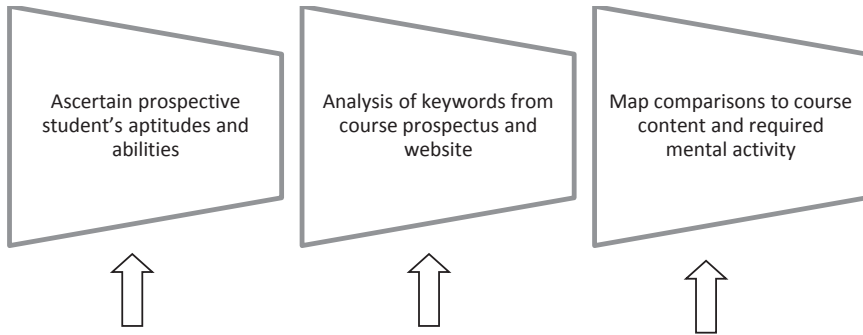 Ascertain prospective
student’s aptitudes and
abilities
Analysis of keywords from
course prospectus and
website
Map comparisons to course
content and required
mental activity